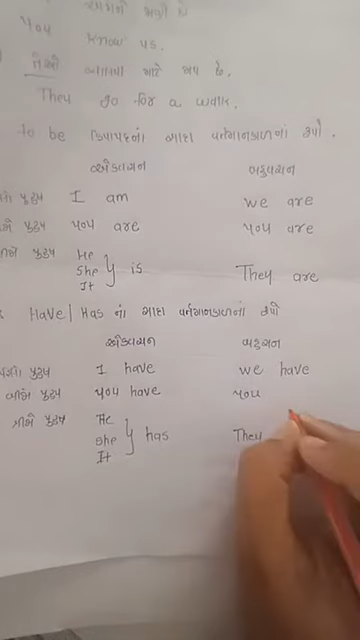 You
know us.
તેઓ ચાલવા માટે જાય છે.
They go for a walk.
to be ક્રિયાપદનાં સાદા વર્તમાનકાળનાં રૂપો.
એકવચન બહુવચન
પુરુષ I am we are
પુરુષ you are you are
પુરુષ He
She } is They are
It
Have/Has નાં સાદા વર્તમાનકાળનાં રૂપો
એકવચન બહુવચન
પુરુષ I have we have
બીજો પુરુષ you have you
ત્રીજો પુરુષ He
she } has They
It